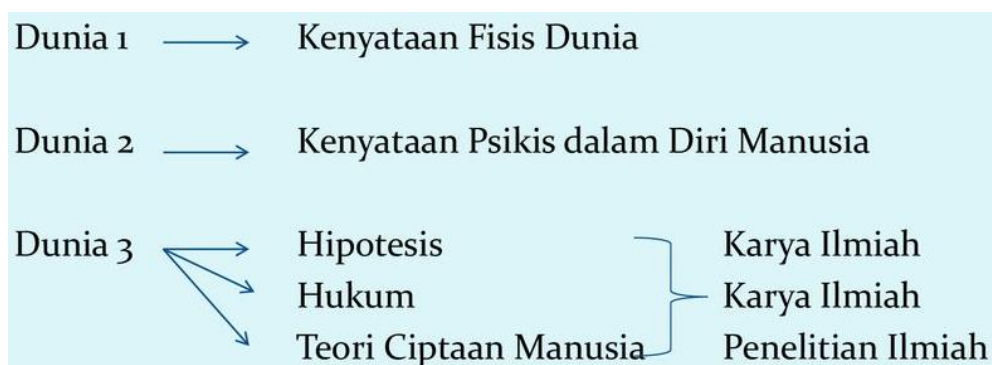 Dunia 1 Kenyataan Fisis Dunia
Dunia 2 Kenyataan Psikis dalam Diri Manusia
Dunia 3 Hipotesis Karya Ilmiah
Hukum Karya Ilmiah
Teori Ciptaan Manusia Penelitian Ilmiah